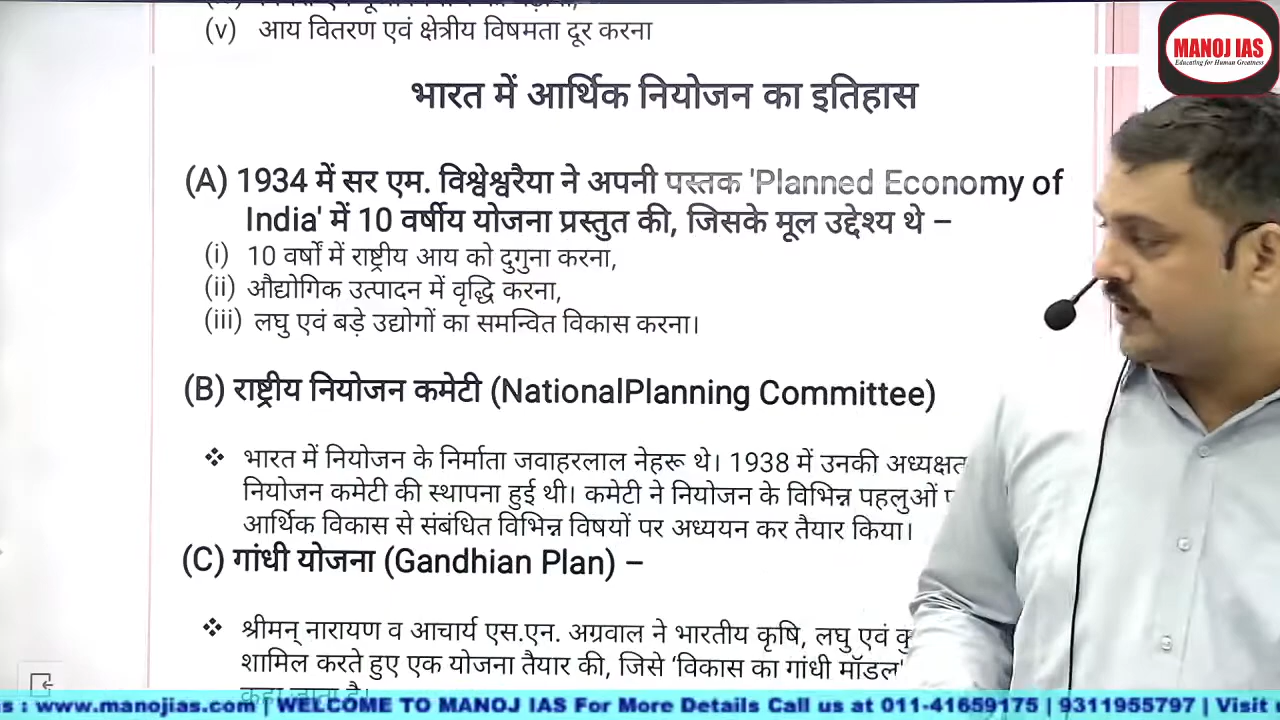 (v) आय वितरण एवं क्षेत्रीय विषमता दूर करना
MANOJ IAS
Educating for Human Greatness
भारत में आर्थिक नियोजन का इतिहास
(A) 1934 में सर एम. विश्वेश्वरैया ने अपनी पुस्तक 'Planned Economy of
India' में 10 वर्षीय योजना प्रस्तुत की, जिसके मूल उद्देश्य थे –
(i) 10 वर्षों में राष्ट्रीय आय को दुगुना करना,
(ii) औद्योगिक उत्पादन में वृद्धि करना,
(iii) लघु एवं बड़े उद्योगों का समन्वित विकास करना।
(B) राष्ट्रीय नियोजन कमेटी (NationalPlanning Committee)
❖ भारत में नियोजन के निर्माता जवाहरलाल नेहरू थे। 1938 में उनकी
नियोजन कमेटी की स्थापना हुई थी। कमेटी ने नियोजन के विभिन्न पहलुओं
आर्थिक विकास से संबंधित विभिन्न विषयों पर अध्ययन कर तैयार किया।
(C) गांधी योजना (Gandhian Plan) –
❖ श्रीमन् नारायण व आचार्य एस.एन. अग्रवाल ने भारतीय कृषि, लघु एवं
शामिल करते हुए एक योजना तैयार की, जिसे ‘विकास का गांधी मॉडल’
कहा जाता है।
s : www.manojias.com | WELCOME TO MANOJ IAS For More Details Call us at 011-41659175 | 9311955797 | Visit